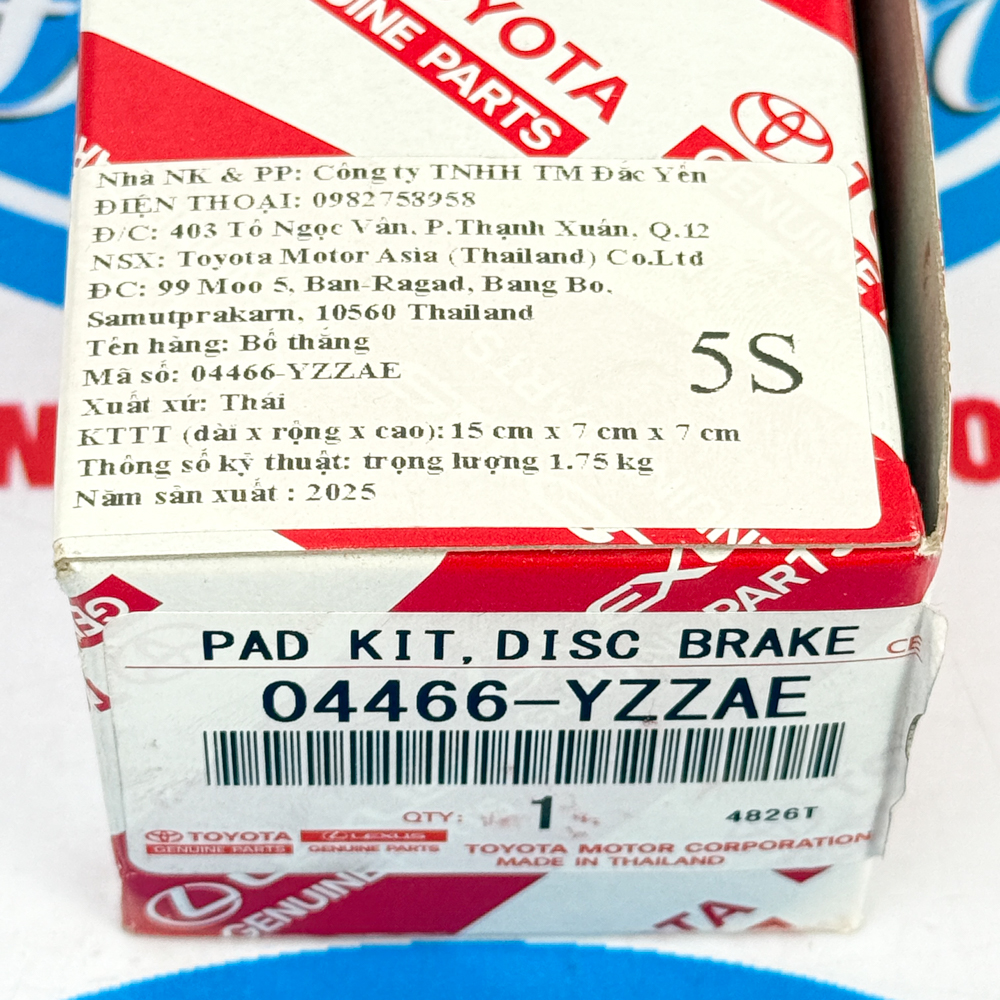 TOYOTA
GENUINE PARTS
Nhà NK & PP: Công ty TNHH TM Đắc Yến
ĐIỆN THOẠI: 0982758958
Đ/C: 403 Tô Ngọc Vân, P.Thạnh Xuân, Q.12
NSX: Toyota Motor Asia (Thailand) Co.Ltd
ĐC: 99 Moo 5, Ban-Ragad, Bang Bo,
Samutprakarn, 10560 Thailand
Tên hàng: Bố thắng
Mã số: 04466-YZZAE
Xuất xứ: Thái
KTTT (dài x rộng x cao): 15 cm x 7 cm x 7 cm
Thông số kỹ thuật: trọng lượng 1.75 kg
Năm sản xuất : 2025
5S
PARTS
PAD KIT, DISC BRAKE
04466-YZZAE
QTY: 1
4826T
TOYOTA
GENUINE PARTS
LEXUS
GENUINE PARTS
TOYOTA MOTOR CORPORATION
MADE IN THAILAND
GENUINE